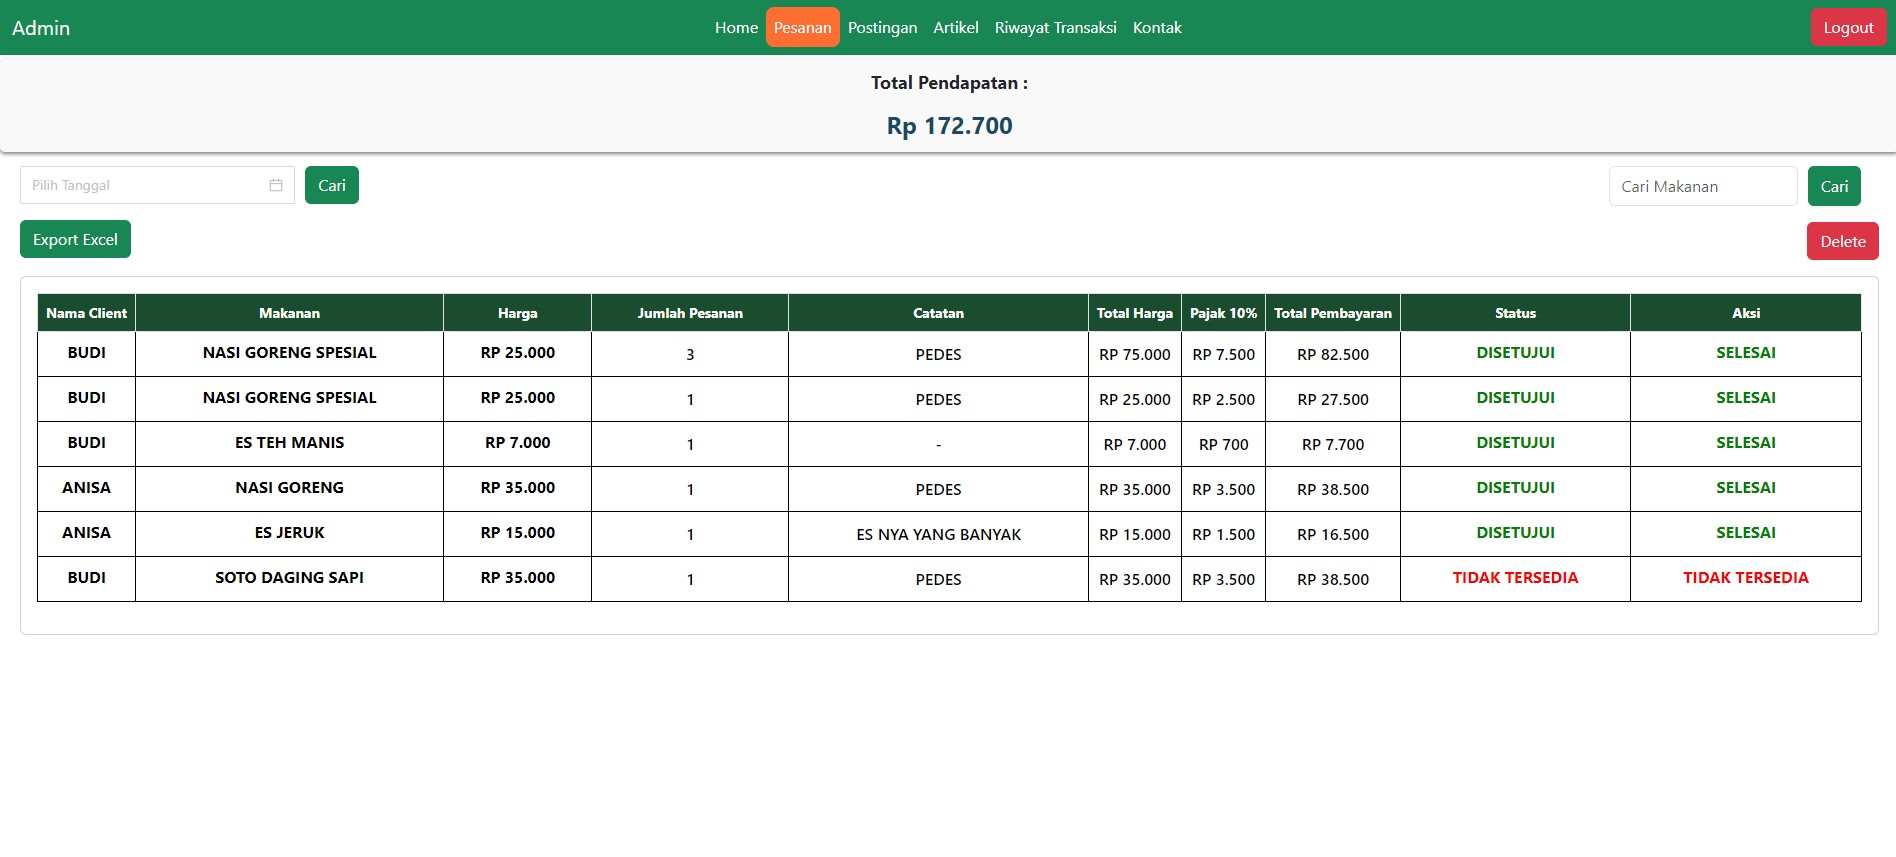 Admin Home Pesanan Postingan Artikel Riwayat Transaksi Kontak Logout
Total Pendapatan :
Rp 172.700
Pilih Tanggal Cari Cari Makanan Cari
Export Excel Delete
Nama Client Makanan Harga Jumlah Pesanan Catatan Total Harga Pajak 10% Total Pembayaran Status Aksi
BUDI NASI GORENG SPESIAL RP 25.000 3 PEDES RP 75.000 RP 7.500 RP 82.500 DISETUJUI SELESAI
BUDI NASI GORENG SPESIAL RP 25.000 1 PEDES RP 25.000 RP 2.500 RP 27.500 DISETUJUI SELESAI
BUDI ES TEH MANIS RP 7.000 1 - RP 7.000 RP 700 RP 7.700 DISETUJUI SELESAI
ANISA NASI GORENG RP 35.000 1 PEDES RP 35.000 RP 3.500 RP 38.500 DISETUJUI SELESAI
ANISA ES JERUK RP 15.000 1 ES NYA YANG BANYAK RP 15.000 RP 1.500 RP 16.500 DISETUJUI SELESAI
BUDI SOTO DAGING SAPI RP 35.000 1 PEDES RP 35.000 RP 3.500 RP 38.500 TIDAK TERSEDIA TIDAK TERSEDIA